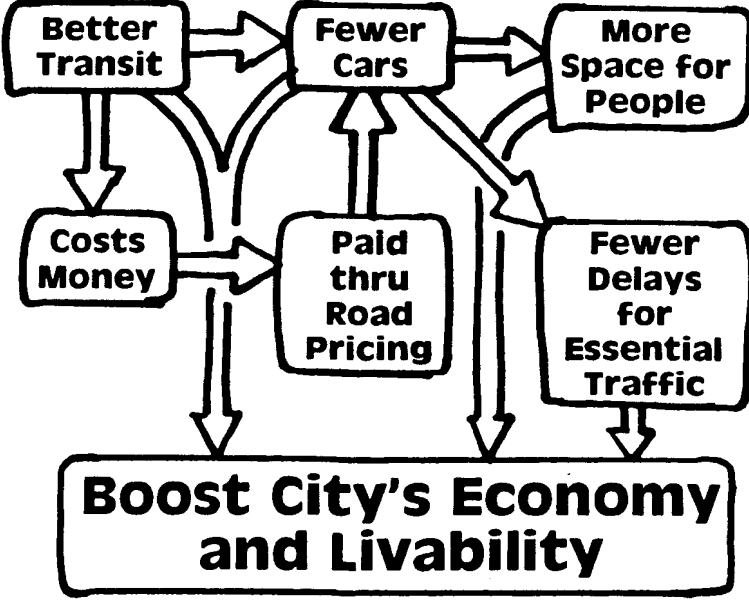 Better
Transit
Fewer
Cars
More
Space for
People
Costs
Money
Paid
thru
Road
Pricing
Fewer
Delays
for
Essential
Traffic
Boost City's Economy
and Livability